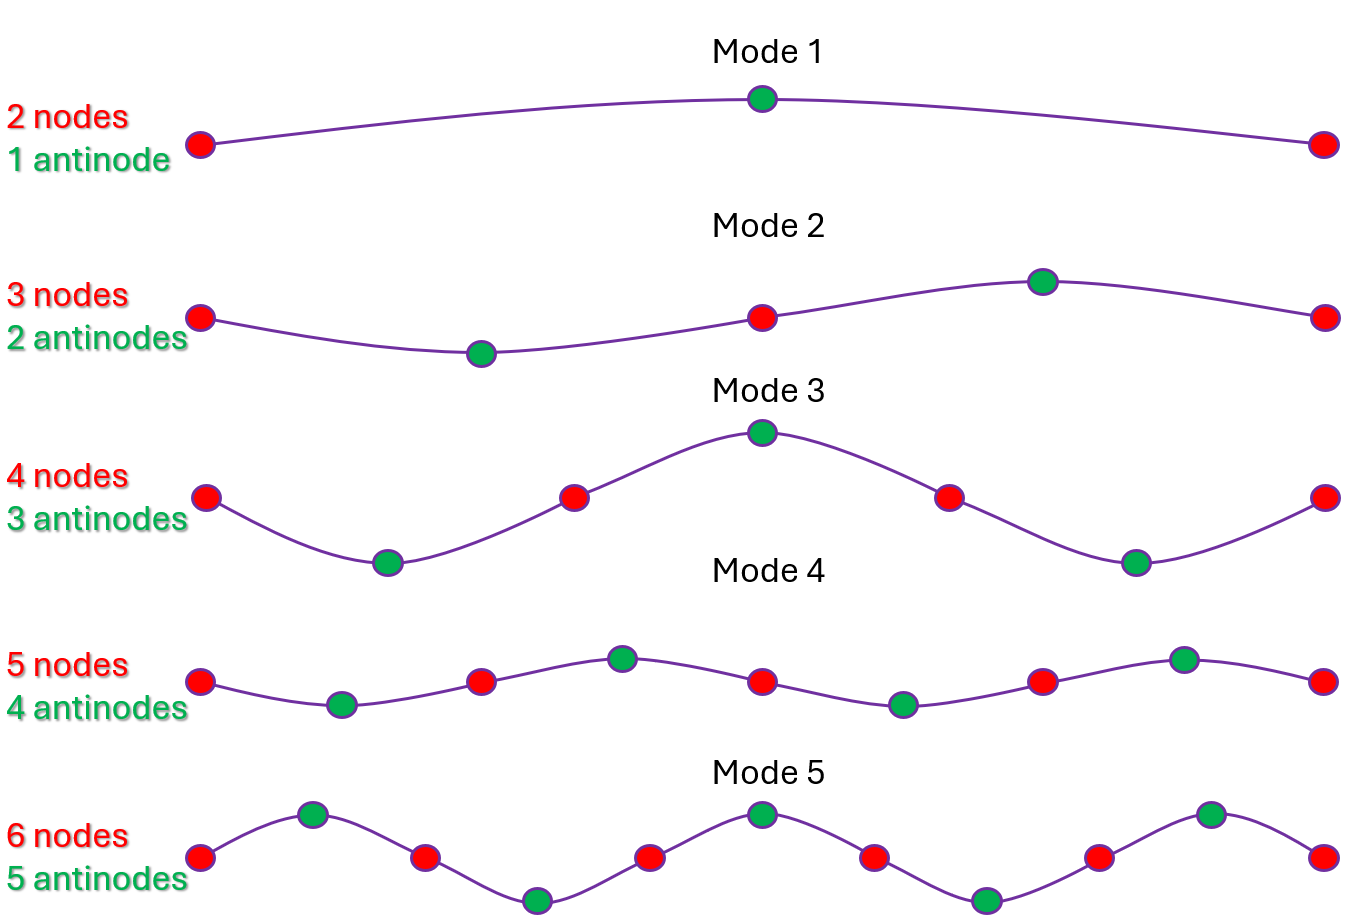 Mode 1
2 nodes
1 antinode
Mode 2
3 nodes
2 antinodes
Mode 3
4 nodes
3 antinodes
Mode 4
5 nodes
4 antinodes
Mode 5
6 nodes
5 antinodes